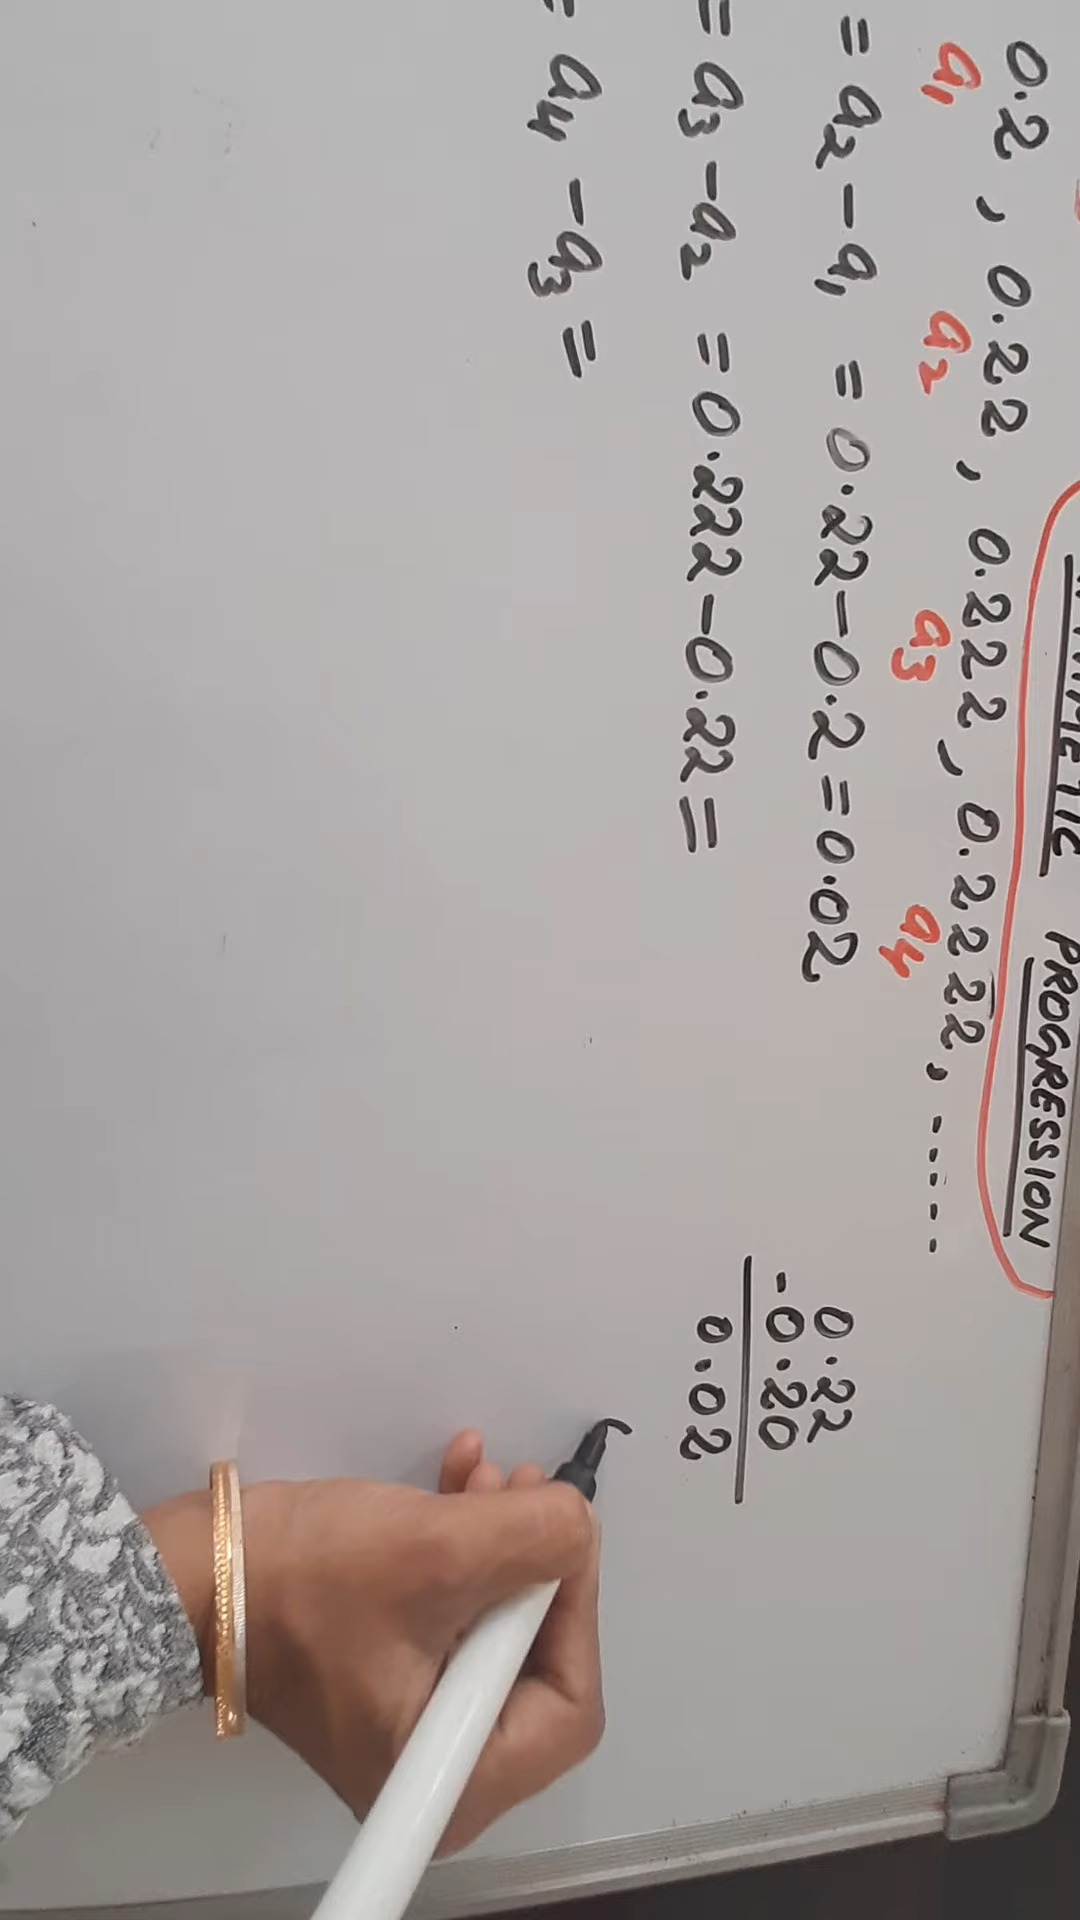 PROGRESSION
0.2 , 0.22 , 0.222 , 0.2222 , -----
a1 a2 a3 a4
= a2 - a1 = 0.22 - 0.2 = 0.02
= a3 - a2 = 0.222 - 0.22 =
= a4 - a3 =
0.22
- 0.20
0.02